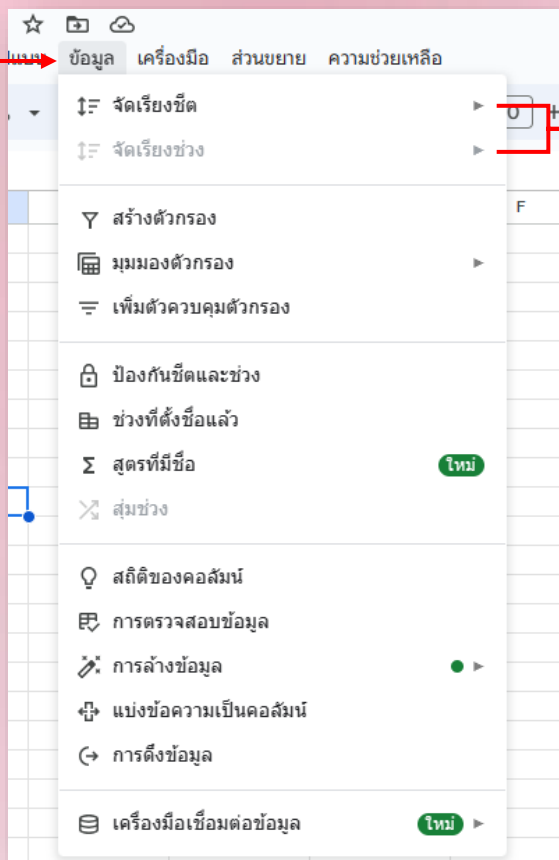 ข้อมูล เครื่องมือ ส่วนขยาย ความช่วยเหลือ
จัดเรียงชีต
จัดเรียงช่วง
F
สร้างตัวกรอง
มุมมองตัวกรอง
เพิ่มตัวควบคุมตัวกรอง
ป้องกันชีตและช่วง
ช่วงที่ตั้งชื่อแล้ว
สูตรที่มีชื่อ ใหม่
สุ่มช่วง
สถิติของคอลัมน์
การตรวจสอบข้อมูล
การล้างข้อมูล
แบ่งข้อความเป็นคอลัมน์
การดึงข้อมูล
เครื่องมือเชื่อมต่อข้อมูล ใหม่